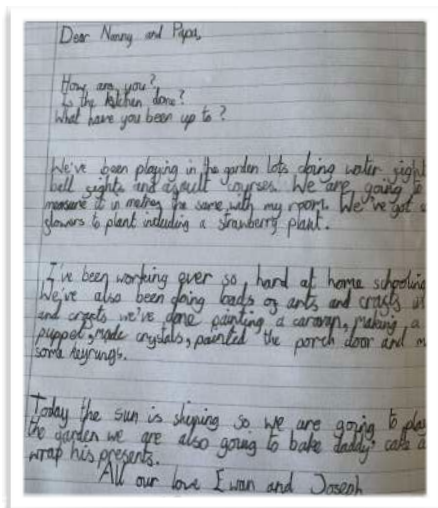 Dear Nanny and Papa,
How are you?
Is the kitchen done?
What have you been up to?
We've been playing in the garden lots doing water fight
ball fights and assult courses. We are going to
measure it in metres, the same with my room. We've got
flowers to plant including a strawberry plant.
I've been working ever so hard at home schooling
We've also been doing loads of arts and crafts
and crafts we've done painting a caravan, making a
puppet, made crystals, painted the porch door and
some keyrings.
Today the sun is shining so we are going to play
the garden we are also going to bake daddy cake
wrap his presents.
All our love Ewan and Joseph